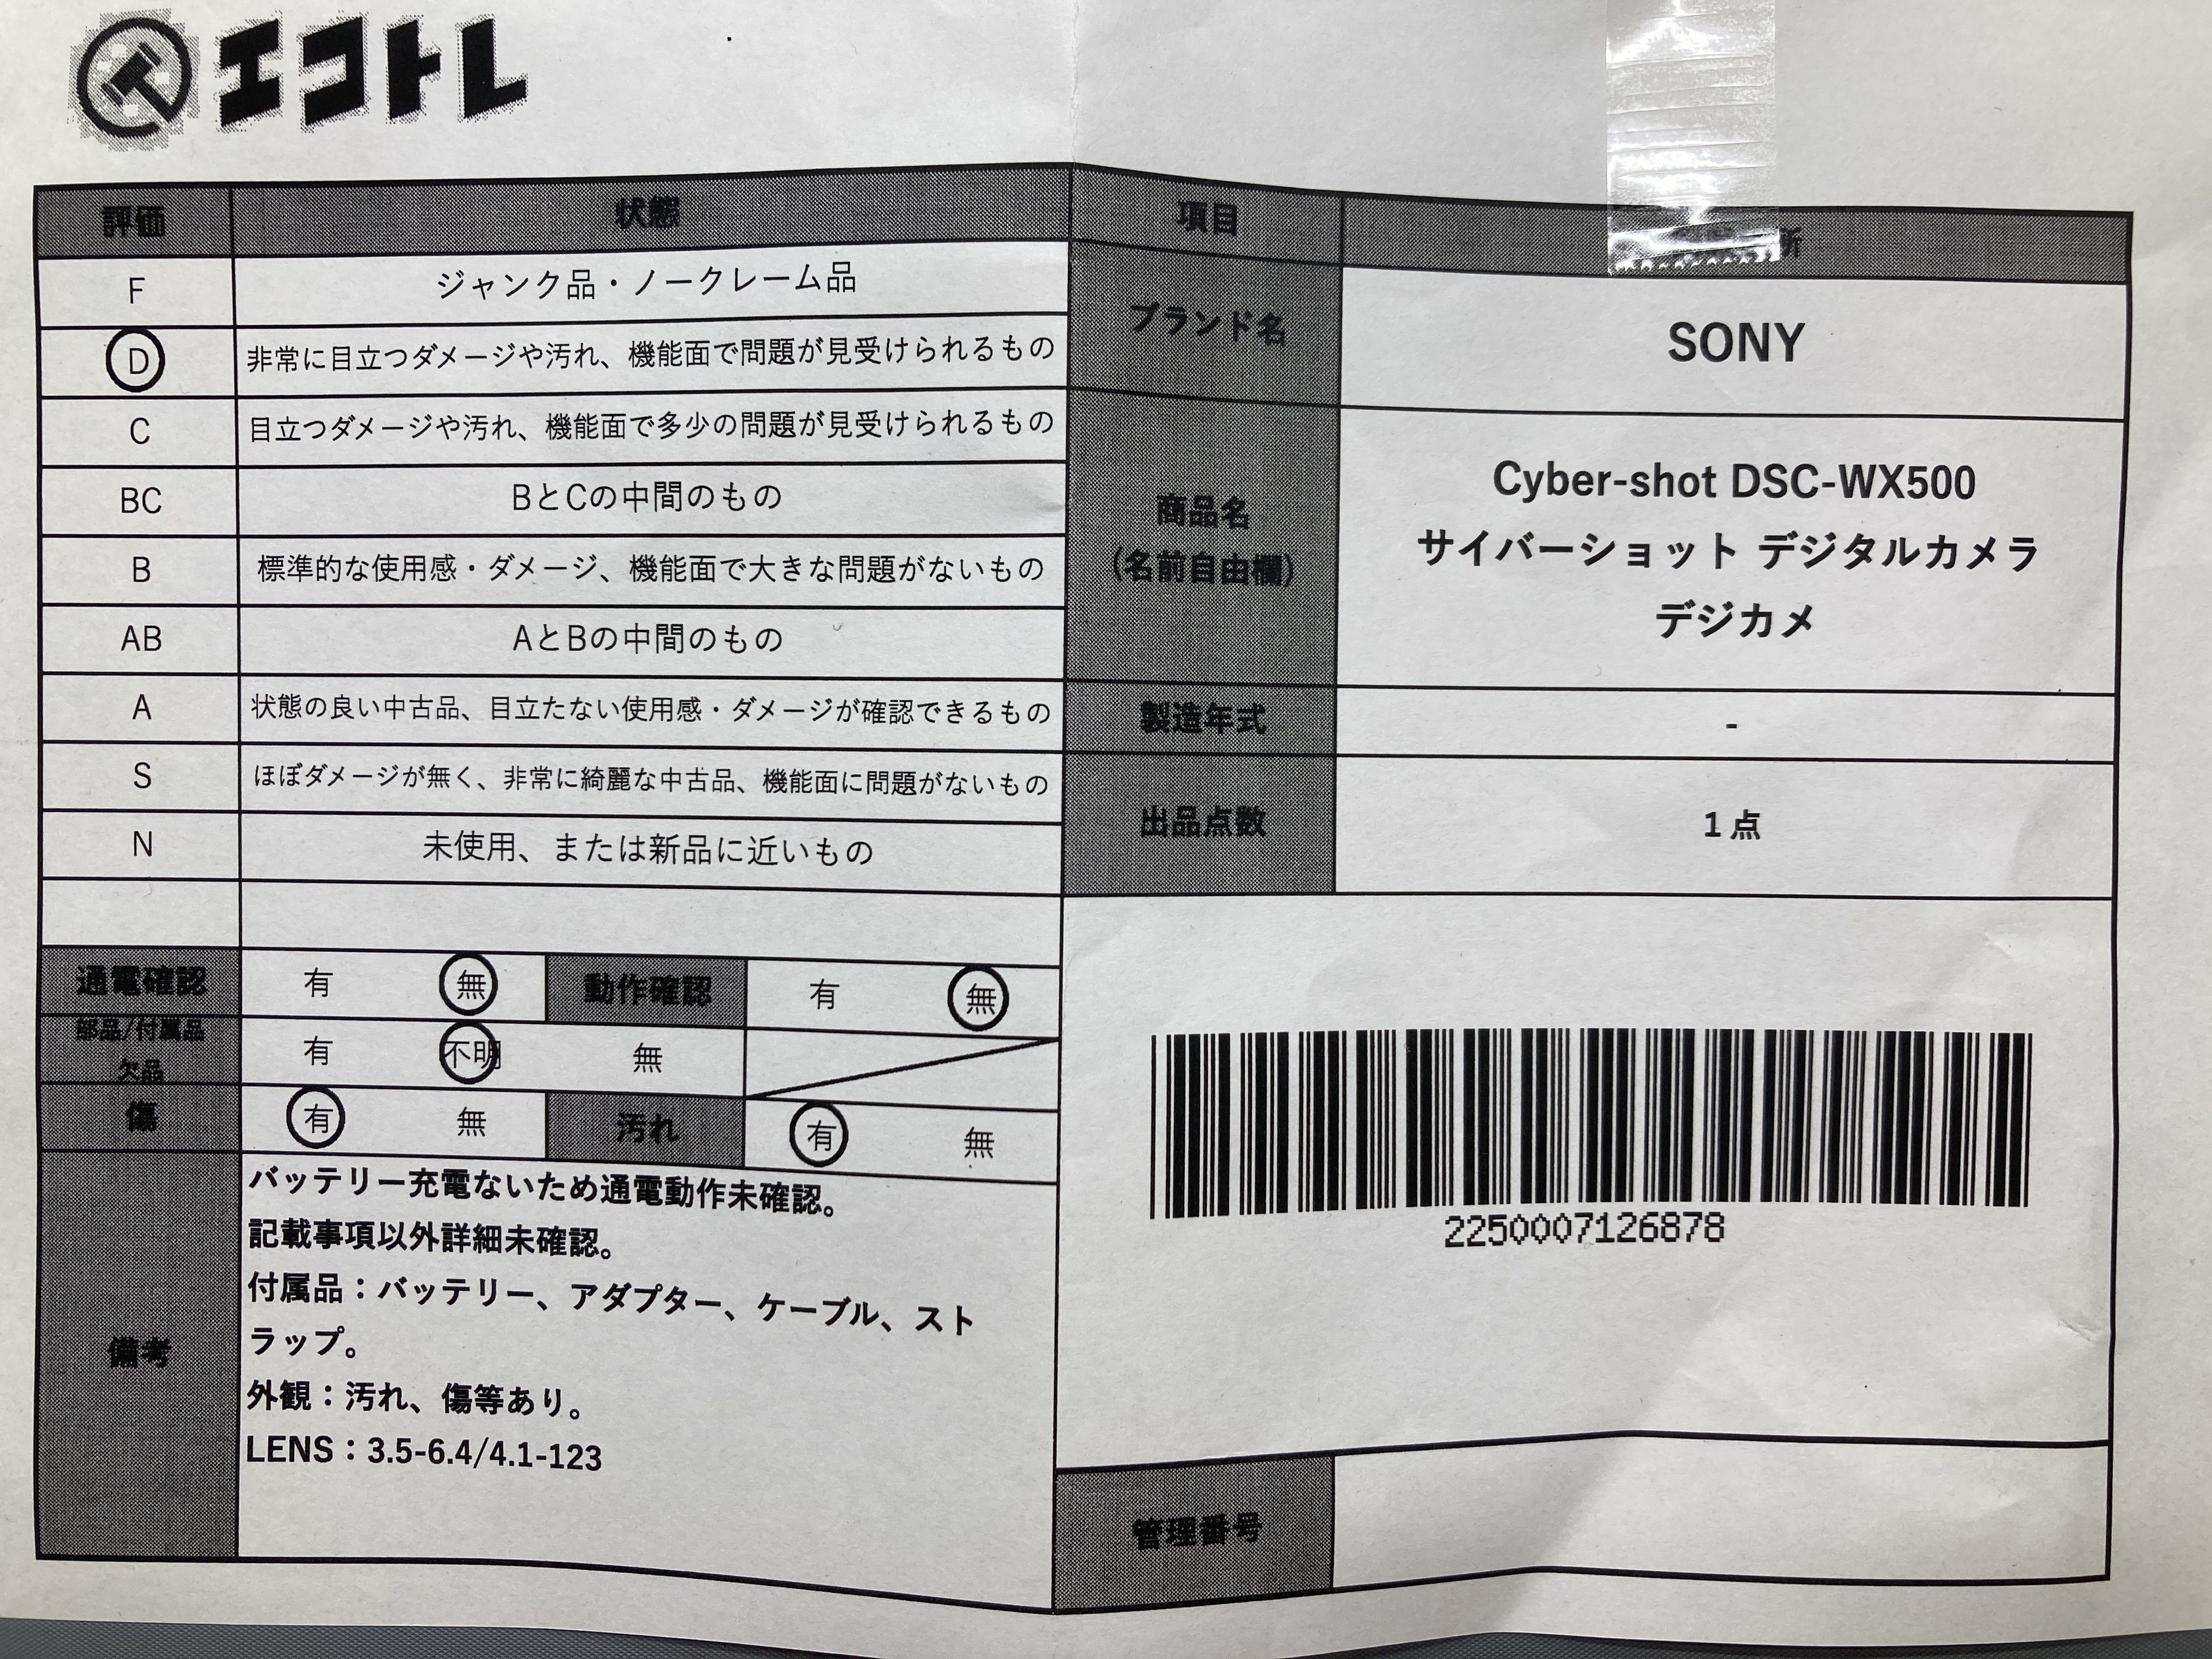 エコトレ
評価 状態
F ジャンク品・ノークレーム品
D 非常に目立つダメージや汚れ、機能面で問題が見受けられるもの
C 目立つダメージや汚れ、機能面で多少の問題が見受けられるもの
BC BとCの中間のもの
B 標準的な使用感・ダメージ、機能面で大きな問題がないもの
AB AとBの中間のもの
A 状態の良い中古品、目立たない使用感・ダメージが確認できるもの
S ほぼダメージが無く、非常に綺麗な中古品、機能面に問題がないもの
N 未使用、または新品に近いもの
通電確認 有 無 動作確認 有 無
部品/付属品
欠品 有 不明 無
傷 有 無 汚れ 有 無
備考
バッテリー充電ないため通電動作未確認。
記載事項以外詳細未確認。
付属品：バッテリー、アダプター、ケーブル、スト
ラップ。
外観：汚れ、傷等あり。
LENS：3.5-6.4/4.1-123
項目
ブランド名 SONY
商品名
(名前自由欄)
Cyber-shot DSC-WX500
サイバーショット デジタルカメラ
デジカメ
製造年式 -
出品点数 1点
2250007126878
管理番号